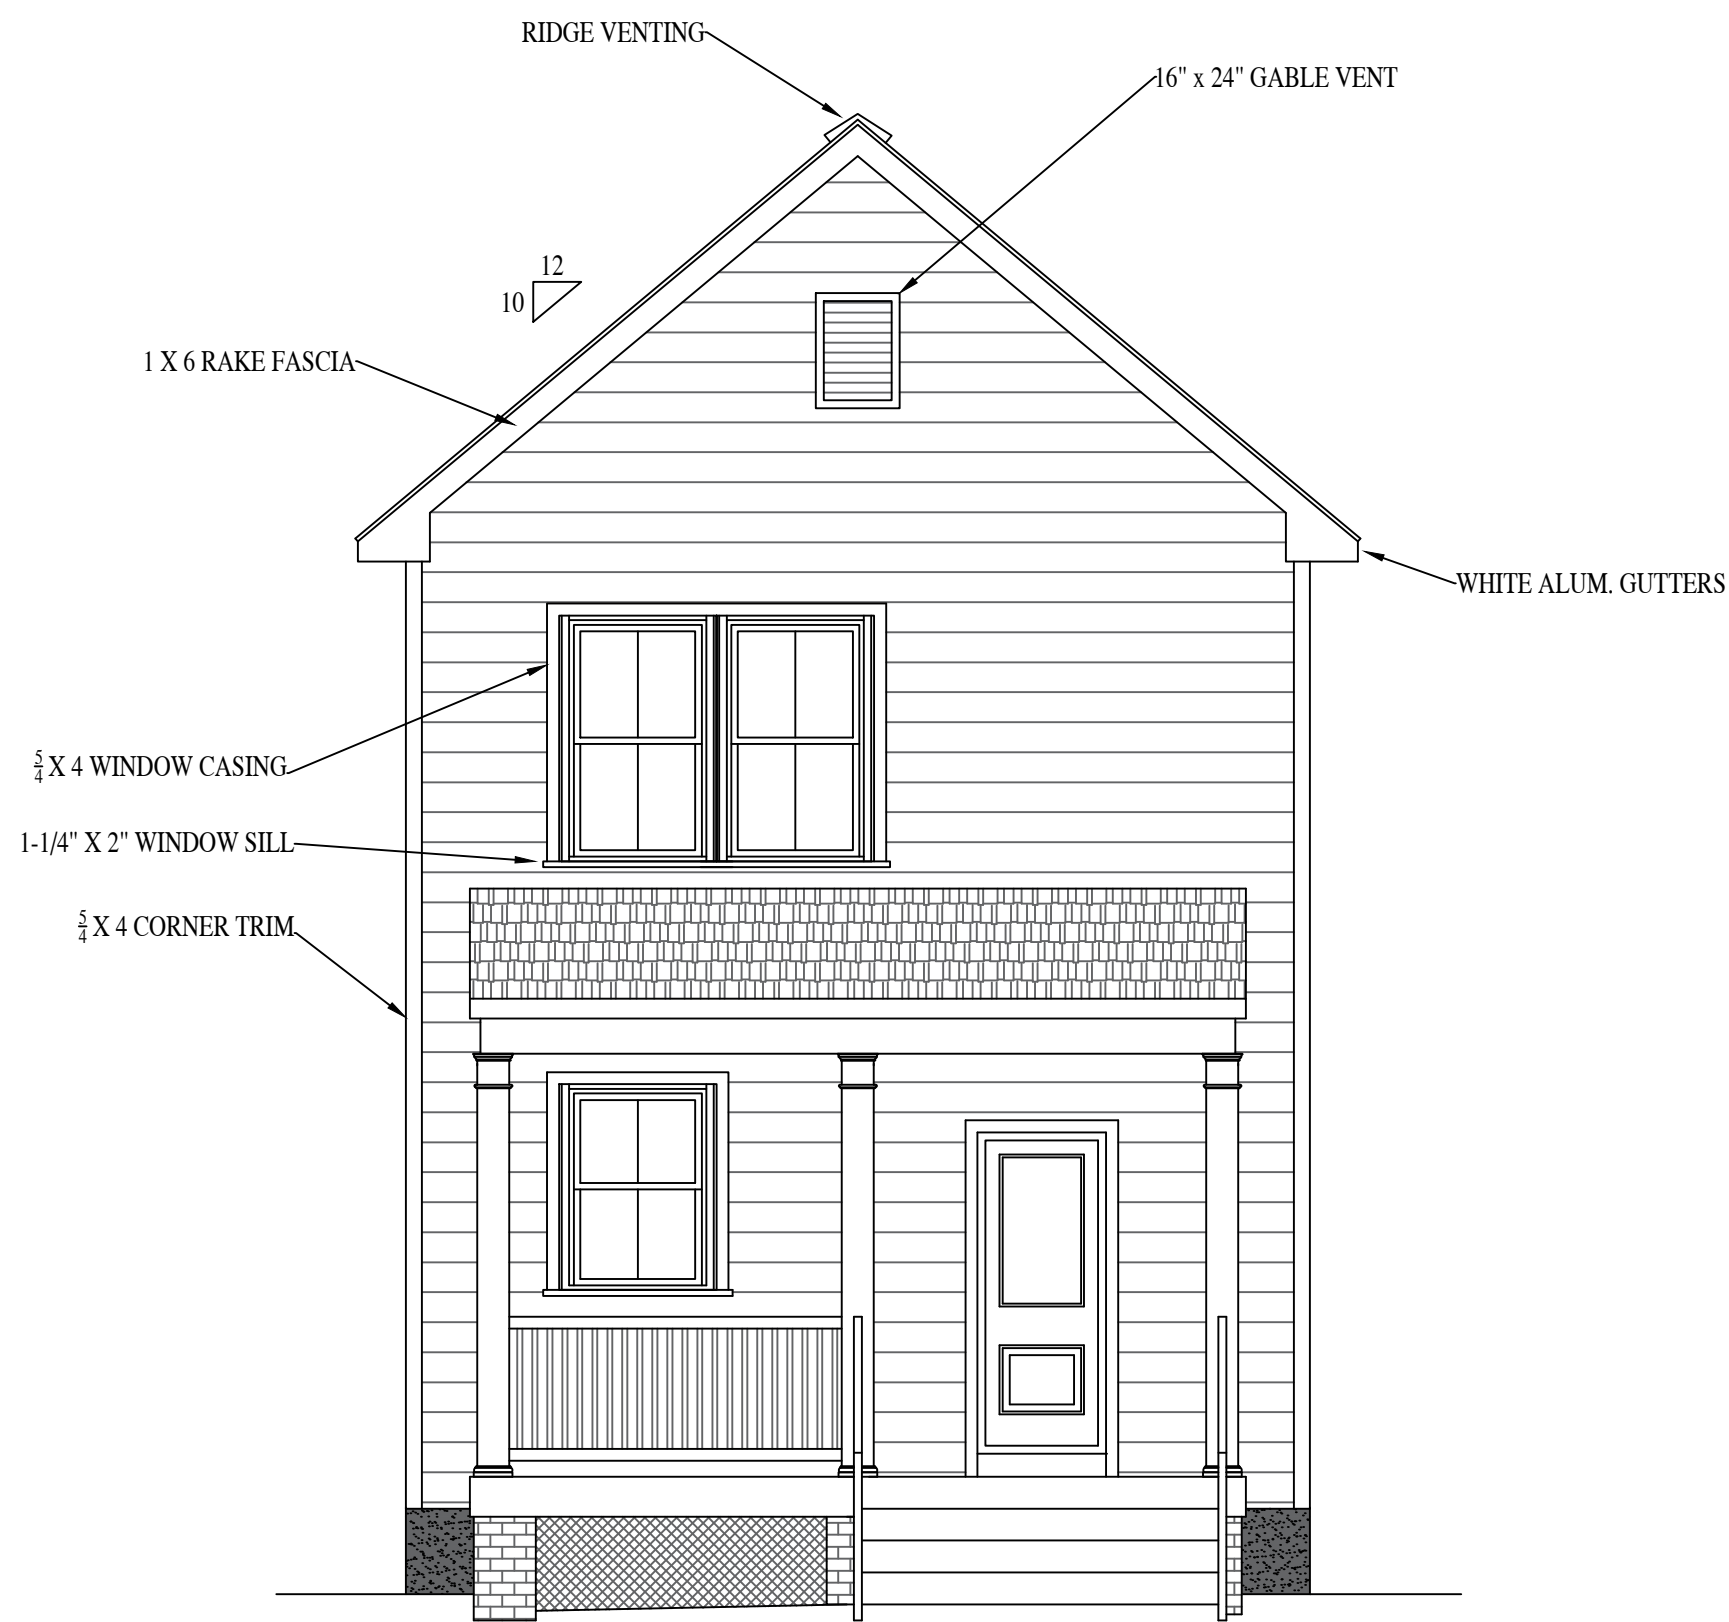 RIDGE VENTING
16" x 24" GABLE VENT
12
10
1 X 6 RAKE FASCIA
WHITE ALUM. GUTTERS
5/4 X 4 WINDOW CASING
1-1/4" X 2" WINDOW SILL
5/4 X 4 CORNER TRIM